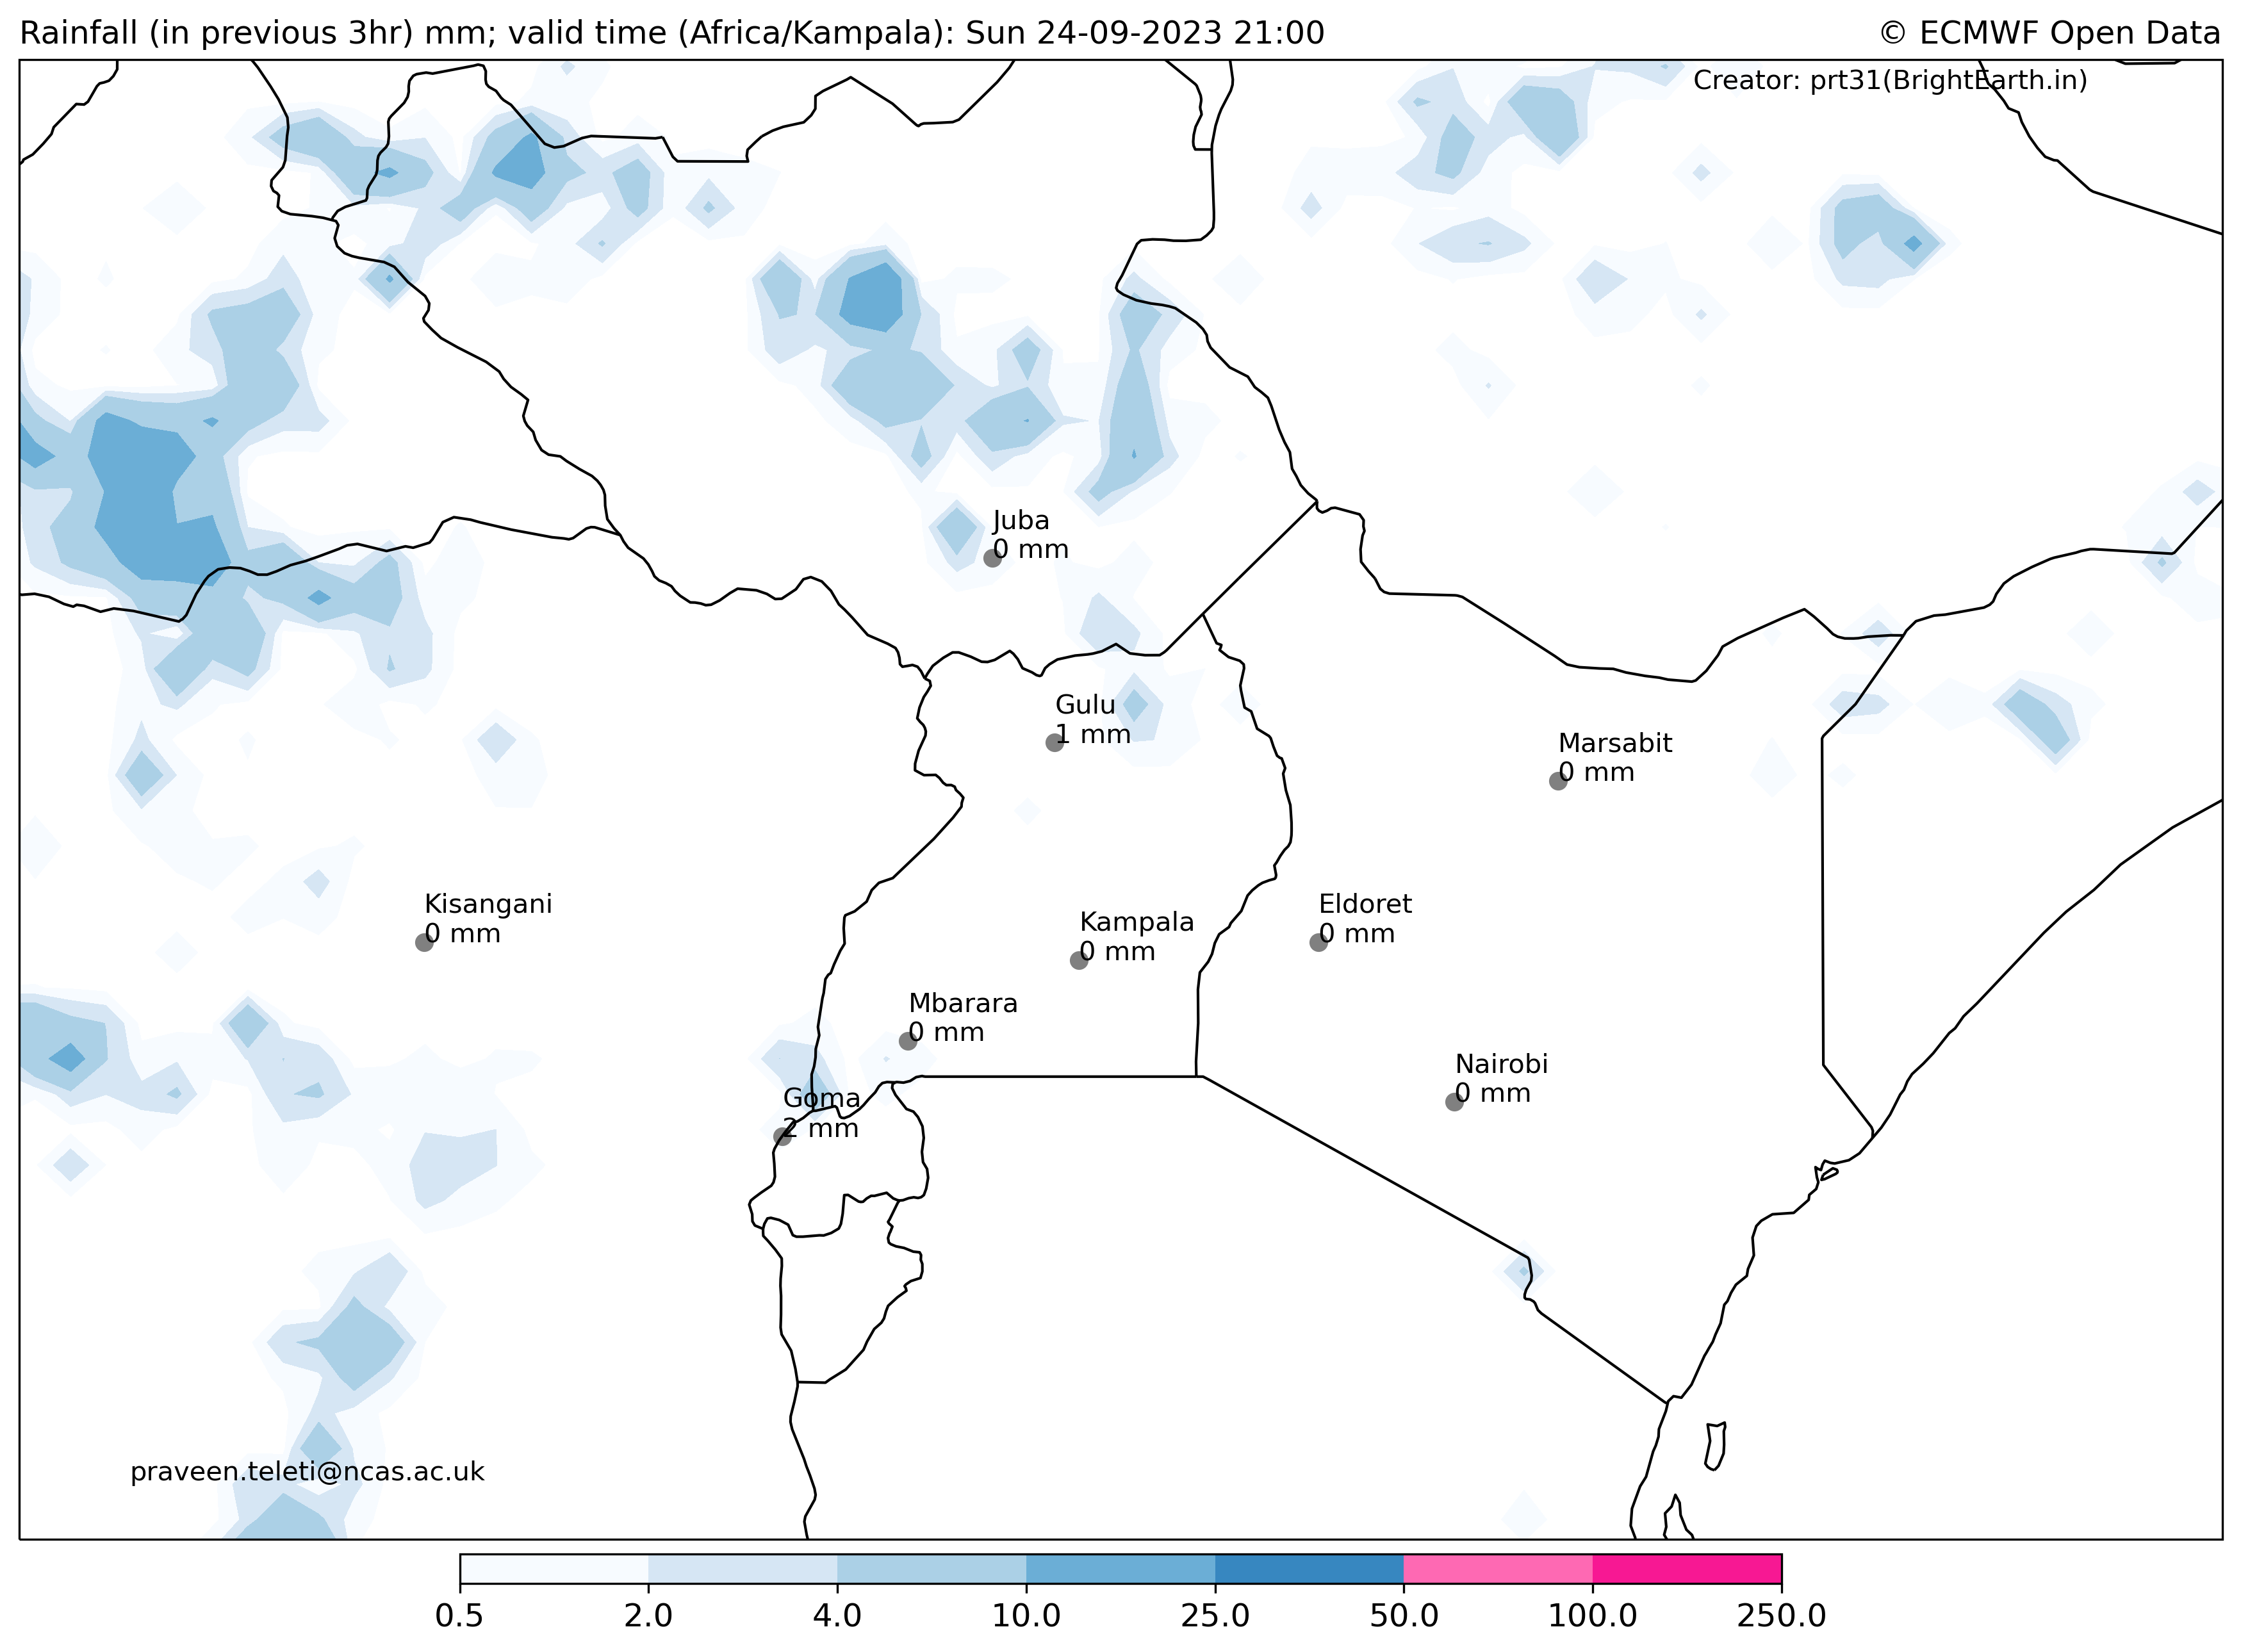 Rainfall (in previous 3hr) mm; valid time (Africa/Kampala): Sun 24-09-2023 21:00
© ECMWF Open Data
Creator: prt31(BrightEarth.in)
Juba
0 mm
Gulu
1 mm
Marsabit
0 mm
Kisangani
0 mm
Kampala
0 mm
Eldoret
0 mm
Mbarara
0 mm
Nairobi
0 mm
Goma
2 mm
praveen.teleti@ncas.ac.uk
0.5 2.0 4.0 10.0 25.0 50.0 100.0 250.0